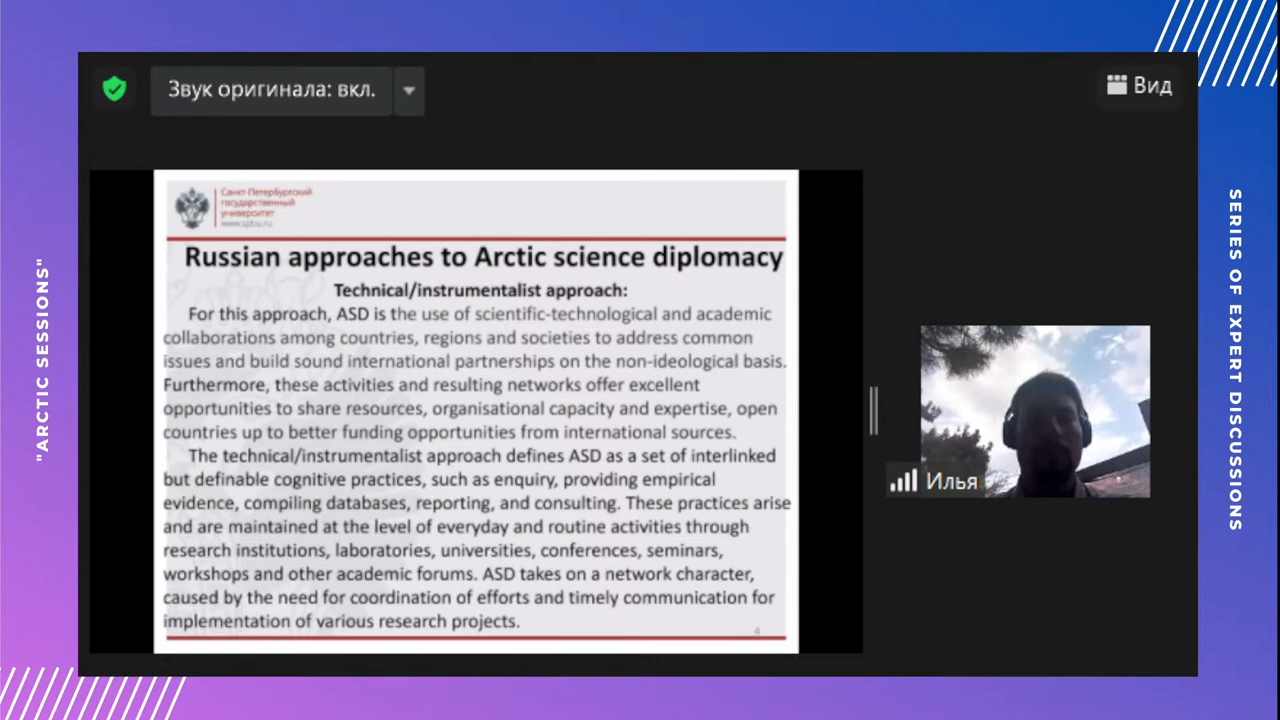 Звук оригинала: вкл.
Вид
Санкт-Петербургский
государственный
университет
www.spbu.ru
Russian approaches to Arctic science diplomacy
Technical/instrumentalist approach:
For this approach, ASD is the use of scientific-technological and academic
collaborations among countries, regions and societies to address common
issues and build sound international partnerships on the non-ideological basis.
Furthermore, these activities and resulting networks offer excellent
opportunities to share resources, organisational capacity and expertise, open
countries up to better funding opportunities from international sources.
The technical/instrumentalist approach defines ASD as a set of interlinked
but definable cognitive practices, such as enquiry, providing empirical
evidence, compiling databases, reporting, and consulting. These practices arise
and are maintained at the level of everyday and routine activities through
research institutions, laboratories, universities, conferences, seminars,
workshops and other academic forums. ASD takes on a network character,
caused by the need for coordination of efforts and timely communication for
implementation of various research projects.
4
Илья
"ARCTIC SESSIONS"
SERIES OF EXPERT DISCUSSIONS